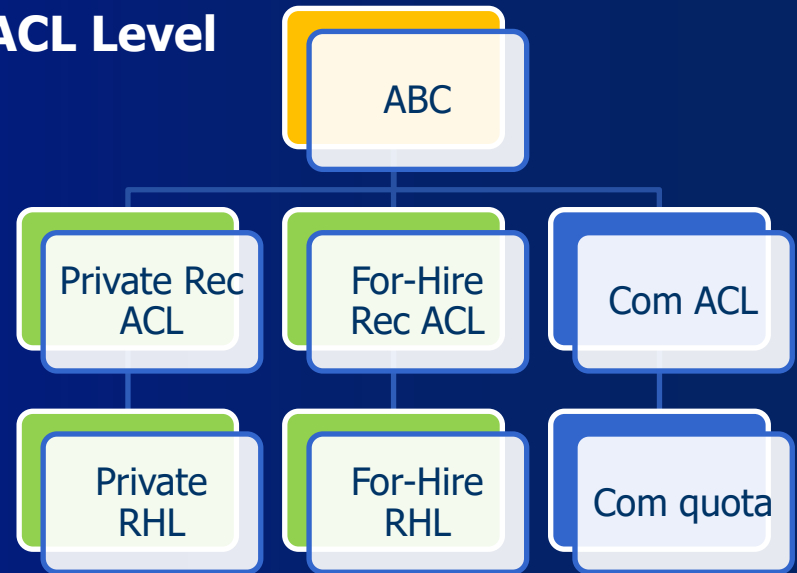 ACL Level
ABC
Private Rec
ACL
For-Hire
Rec ACL
Com ACL
Private
RHL
For-Hire
RHL
Com quota